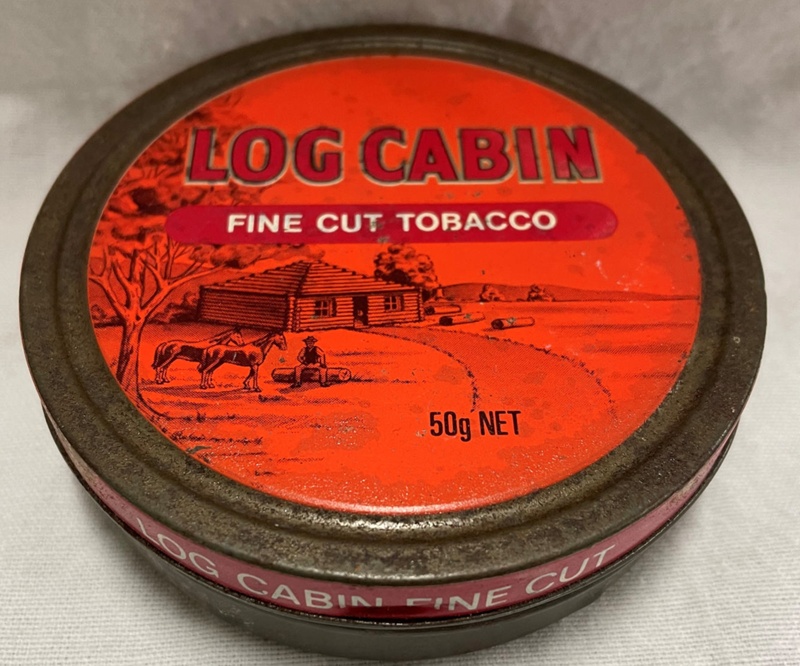 LOG CABIN
FINE CUT TOBACCO
50g NET
LOG CABIN FINE CUT